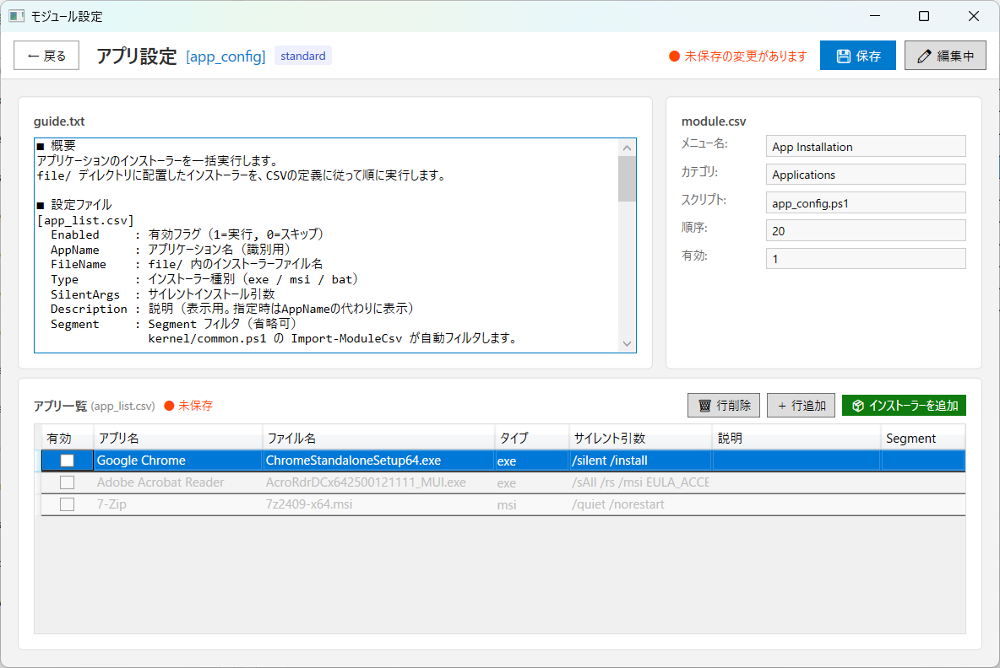 モジュール設定
← 戻る
アプリ設定 [app_config] standard
● 未保存の変更があります
保存
編集中
guide.txt
■ 概要
アプリケーションのインストーラーを一括実行します。
file/ ディレクトリに配置したインストーラーを、CSVの定義に従って順に実行します。
■ 設定ファイル
[app_list.csv]
Enabled : 有効フラグ（1=実行, 0=スキップ）
AppName : アプリケーション名（識別用）
FileName : file/ 内のインストーラーファイル名
Type : インストーラー種別（exe / msi / bat）
SilentArgs : サイレントインストール引数
Description : 説明（表示用。指定時はAppNameの代わりに表示）
Segment : Segment フィルタ（省略可）
kernel/common.ps1 の Import-ModuleCsv が自動フィルタします。
module.csv
メニュー名: App Installation
カテゴリ: Applications
スクリプト: app_config.ps1
順序: 20
有効: 1
アプリ一覧 (app_list.csv) ● 未保存
行削除
+ 行追加
インストーラーを追加
有効 アプリ名 ファイル名 タイプ サイレント引数 説明 Segment
Google Chrome ChromeStandaloneSetup64.exe exe /silent /install
Adobe Acrobat Reader AcroRdrDCx642500121111_MUI.exe exe /sAll /rs /msi EULA_ACCE
7-Zip 7z2409-x64.msi msi /quiet /norestart